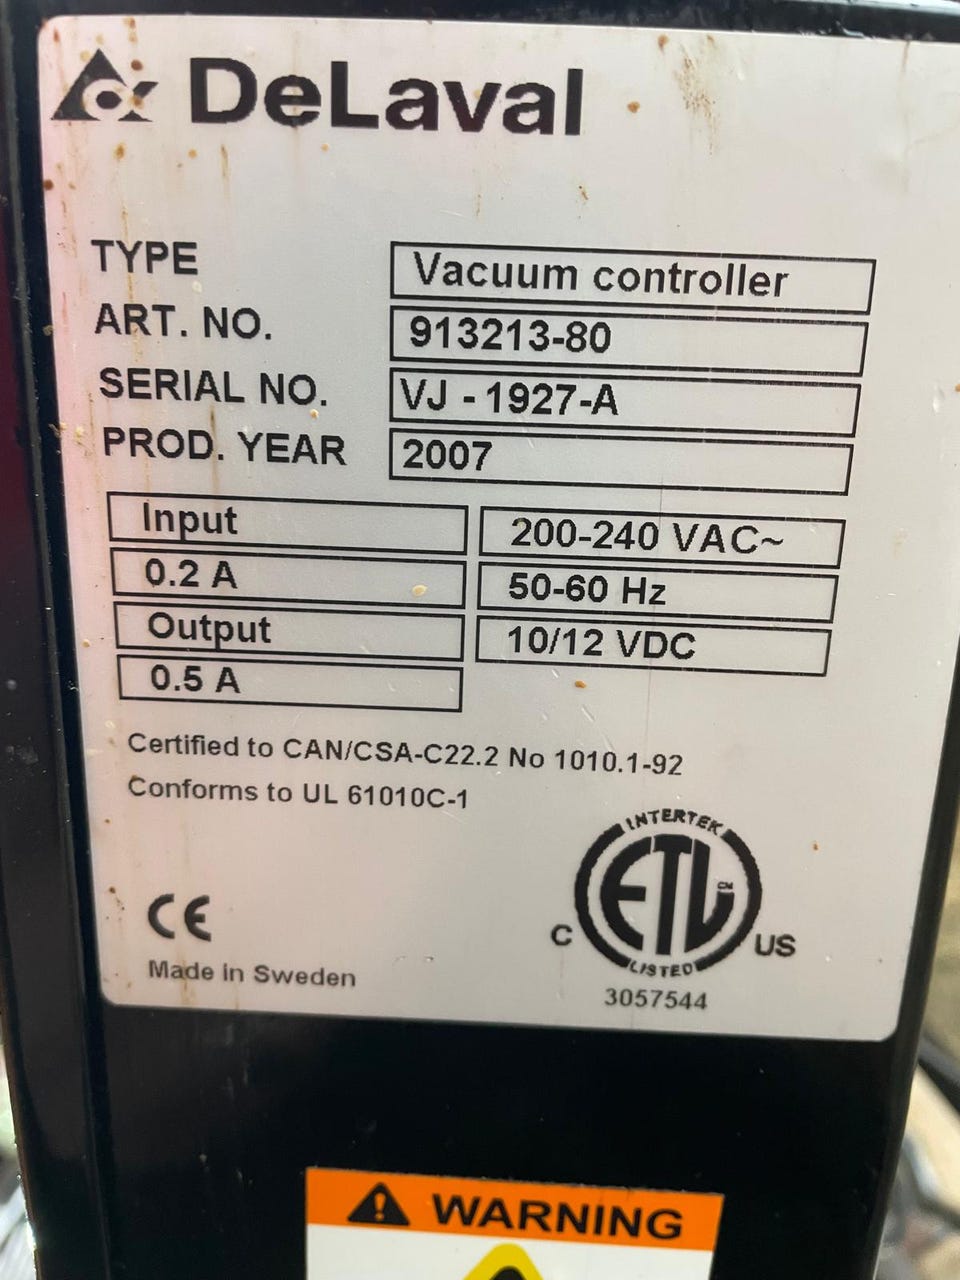 DeLaval
TYPE Vacuum controller
ART. NO. 913213-80
SERIAL NO. VJ - 1927-A
PROD. YEAR 2007
Input 200-240 VAC~
0.2 A 50-60 Hz
Output 10/12 VDC
0.5 A
Certified to CAN/CSA-C22.2 No 1010.1-92
Conforms to UL 61010C-1
INTERTEK
ETL CM
C US
LISTED
3057544
CE
Made in Sweden
WARNING